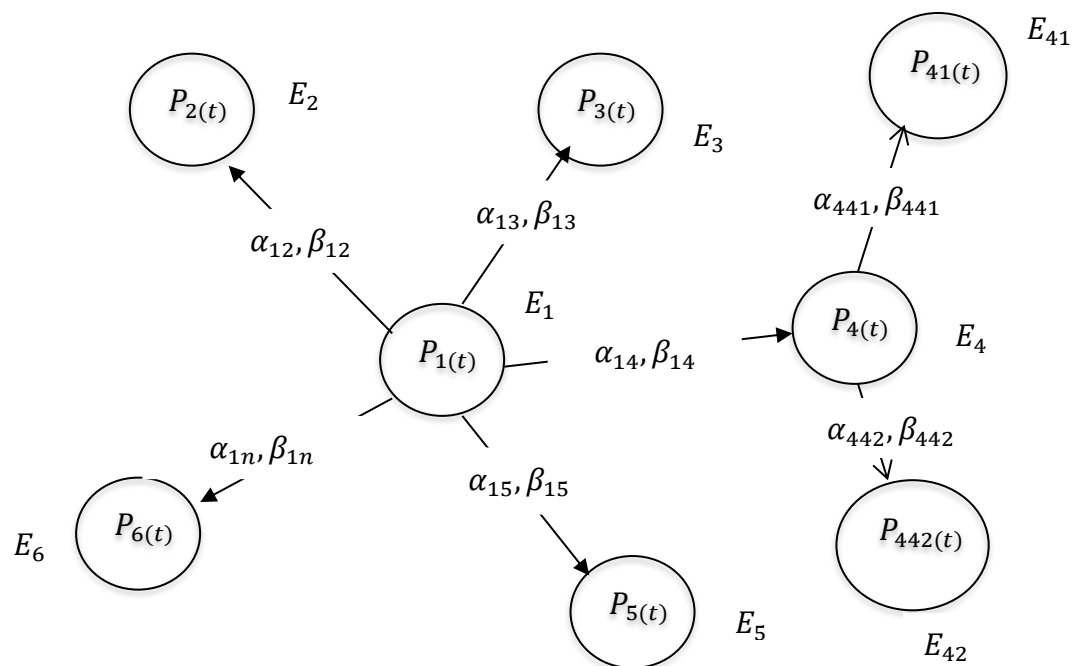 E₄₁
P₄₁₍ₜ₎
P₂₍ₜ₎
E₂
P₃₍ₜ₎
E₃
α₁₃, β₁₃
α₄₄₁, β₄₄₁
α₁₂, β₁₂
E₁
P₁₍ₜ₎
α₁₄, β₁₄
P₄₍ₜ₎
E₄
α₁ₙ, β₁ₙ
α₁₅, β₁₅
α₄₄₂, β₄₄₂
E₆
P₆₍ₜ₎
P₄₄₂₍ₜ₎
P₅₍ₜ₎
E₅
E₄₂